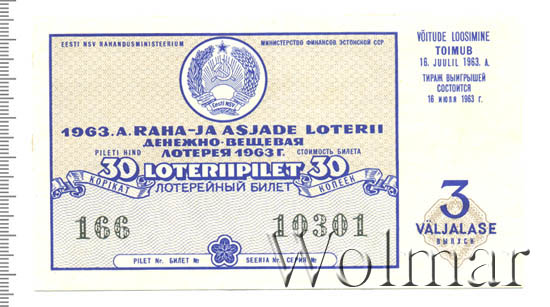 EESTI NSV RAHANDUSMINISTEERIUM
МИНИСТЕРСТВО ФИНАНСОВ ЭСТОНСКОЙ ССР
Eesti NSV
1963. A. RAHA-JA ASJADE LOTERII
ДЕНЕЖНО-ВЕЩЕВАЯ
PILETI HIND
ЛОТЕРЕЯ 1963 Г.
СТОИМОСТЬ БИЛЕТА
30 LOTERIIPILET 30
KOPIKAT
ЛОТЕРЕЙНЫЙ БИЛЕТ
КОПЕЕК
166
10301
PILET Nr. БИЛЕТ №
SEERIA Nr. СЕРИЯ №
VÕITUDE LOOSIMINE
TOIMUB
16. JUULIL 1963. A.
ТИРАЖ ВЫИГРЫШЕЙ
СОСТОИТСЯ
16 ИЮЛЯ 1963 г.
3
VÄLJALASE
ВЫПУСК
Wolmar